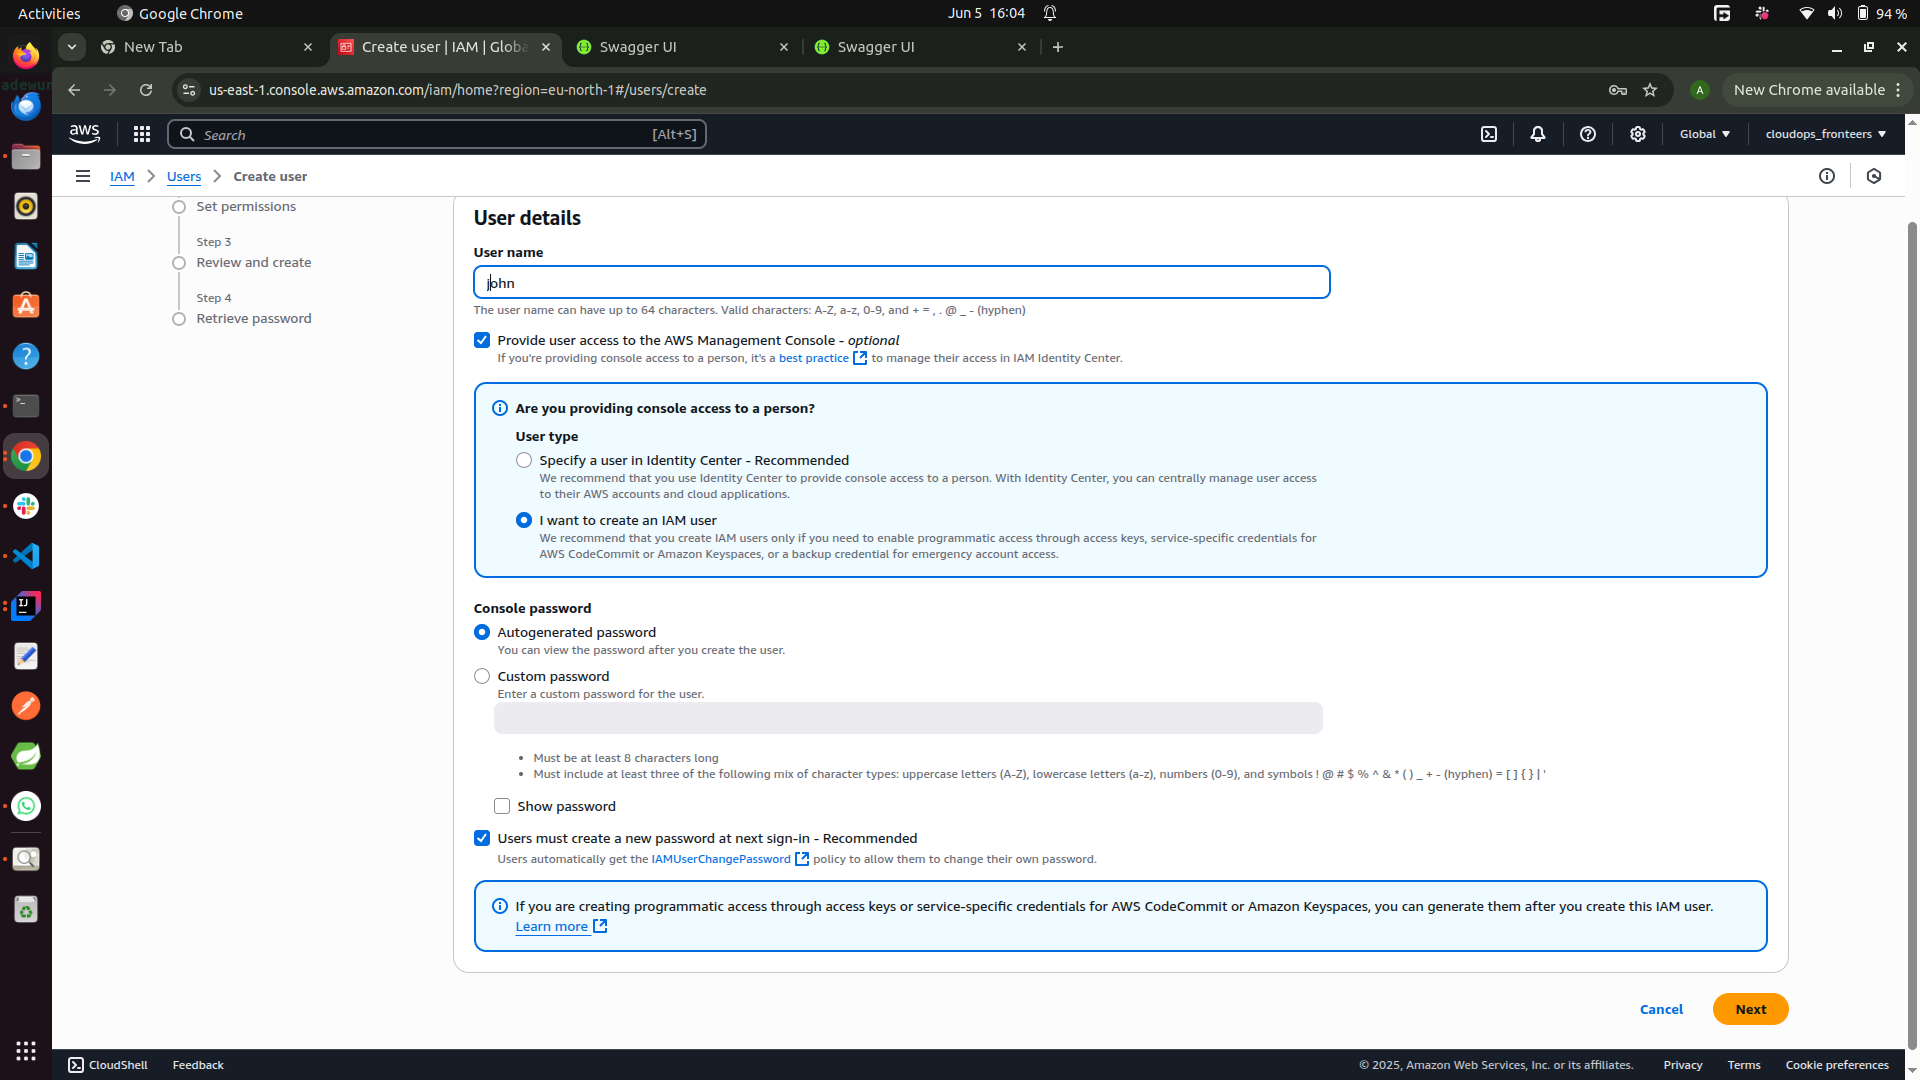 Activities
Google Chrome
Jun 5 16:04
94 %
New Tab
Create user | IAM | Globa
Swagger UI
Swagger UI
us-east-1.console.aws.amazon.com/iam/home?region=eu-north-1#/users/create
A
New Chrome available
aws
Search
[Alt+S]
Global
cloudops_fronteers
IAM
Users
Create user
Set permissions
Step 3
Review and create
Step 4
Retrieve password
User details
User name
john
The user name can have up to 64 characters. Valid characters: A-Z, a-z, 0-9, and + = , . @ _ - (hyphen)
Provide user access to the AWS Management Console - optional
If you're providing console access to a person, it's a best practice to manage their access in IAM Identity Center.
Are you providing console access to a person?
User type
Specify a user in Identity Center - Recommended
We recommend that you use Identity Center to provide console access to a person. With Identity Center, you can centrally manage user access
to their AWS accounts and cloud applications.
I want to create an IAM user
We recommend that you create IAM users only if you need to enable programmatic access through access keys, service-specific credentials for
AWS CodeCommit or Amazon Keyspaces, or a backup credential for emergency account access.
Console password
Autogenerated password
You can view the password after you create the user.
Custom password
Enter a custom password for the user.
Must be at least 8 characters long
Must include at least three of the following mix of character types: uppercase letters (A-Z), lowercase letters (a-z), numbers (0-9), and symbols ! @ # $ % ^ & * ( ) _ + - (hyphen) = [ ] { } | '
Show password
Users must create a new password at next sign-in - Recommended
Users automatically get the IAMUserChangePassword policy to allow them to change their own password.
If you are creating programmatic access through access keys or service-specific credentials for AWS CodeCommit or Amazon Keyspaces, you can generate them after you create this IAM user.
Learn more
Cancel
Next
CloudShell
Feedback
© 2025, Amazon Web Services, Inc. or its affiliates.
Privacy
Terms
Cookie preferences